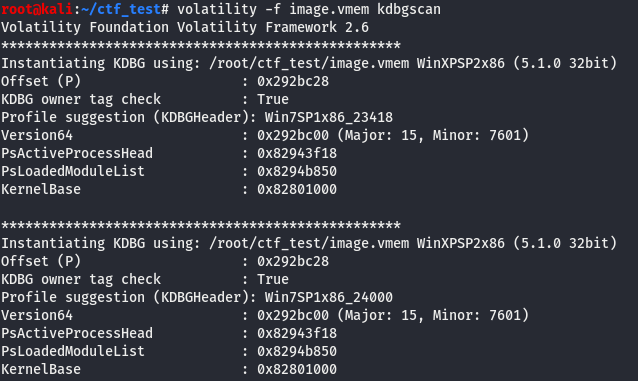 root@kali:~/ctf_test# volatility -f image.vmem kdbgscan
Volatility Foundation Volatility Framework 2.6
**************************************************
Instantiating KDBG using: /root/ctf_test/image.vmem WinXPSP2x86 (5.1.0 32bit)
Offset (P)                    : 0x292bc28
KDBG owner tag check          : True
Profile suggestion (KDBGHeader): Win7SP1x86_23418
Version64                     : 0x292bc00 (Major: 15, Minor: 7601)
PsActiveProcessHead           : 0x82943f18
PsLoadedModuleList            : 0x8294b850
KernelBase                    : 0x82801000

**************************************************
Instantiating KDBG using: /root/ctf_test/image.vmem WinXPSP2x86 (5.1.0 32bit)
Offset (P)                    : 0x292bc28
KDBG owner tag check          : True
Profile suggestion (KDBGHeader): Win7SP1x86_24000
Version64                     : 0x292bc00 (Major: 15, Minor: 7601)
PsActiveProcessHead           : 0x82943f18
PsLoadedModuleList            : 0x8294b850
KernelBase                    : 0x82801000